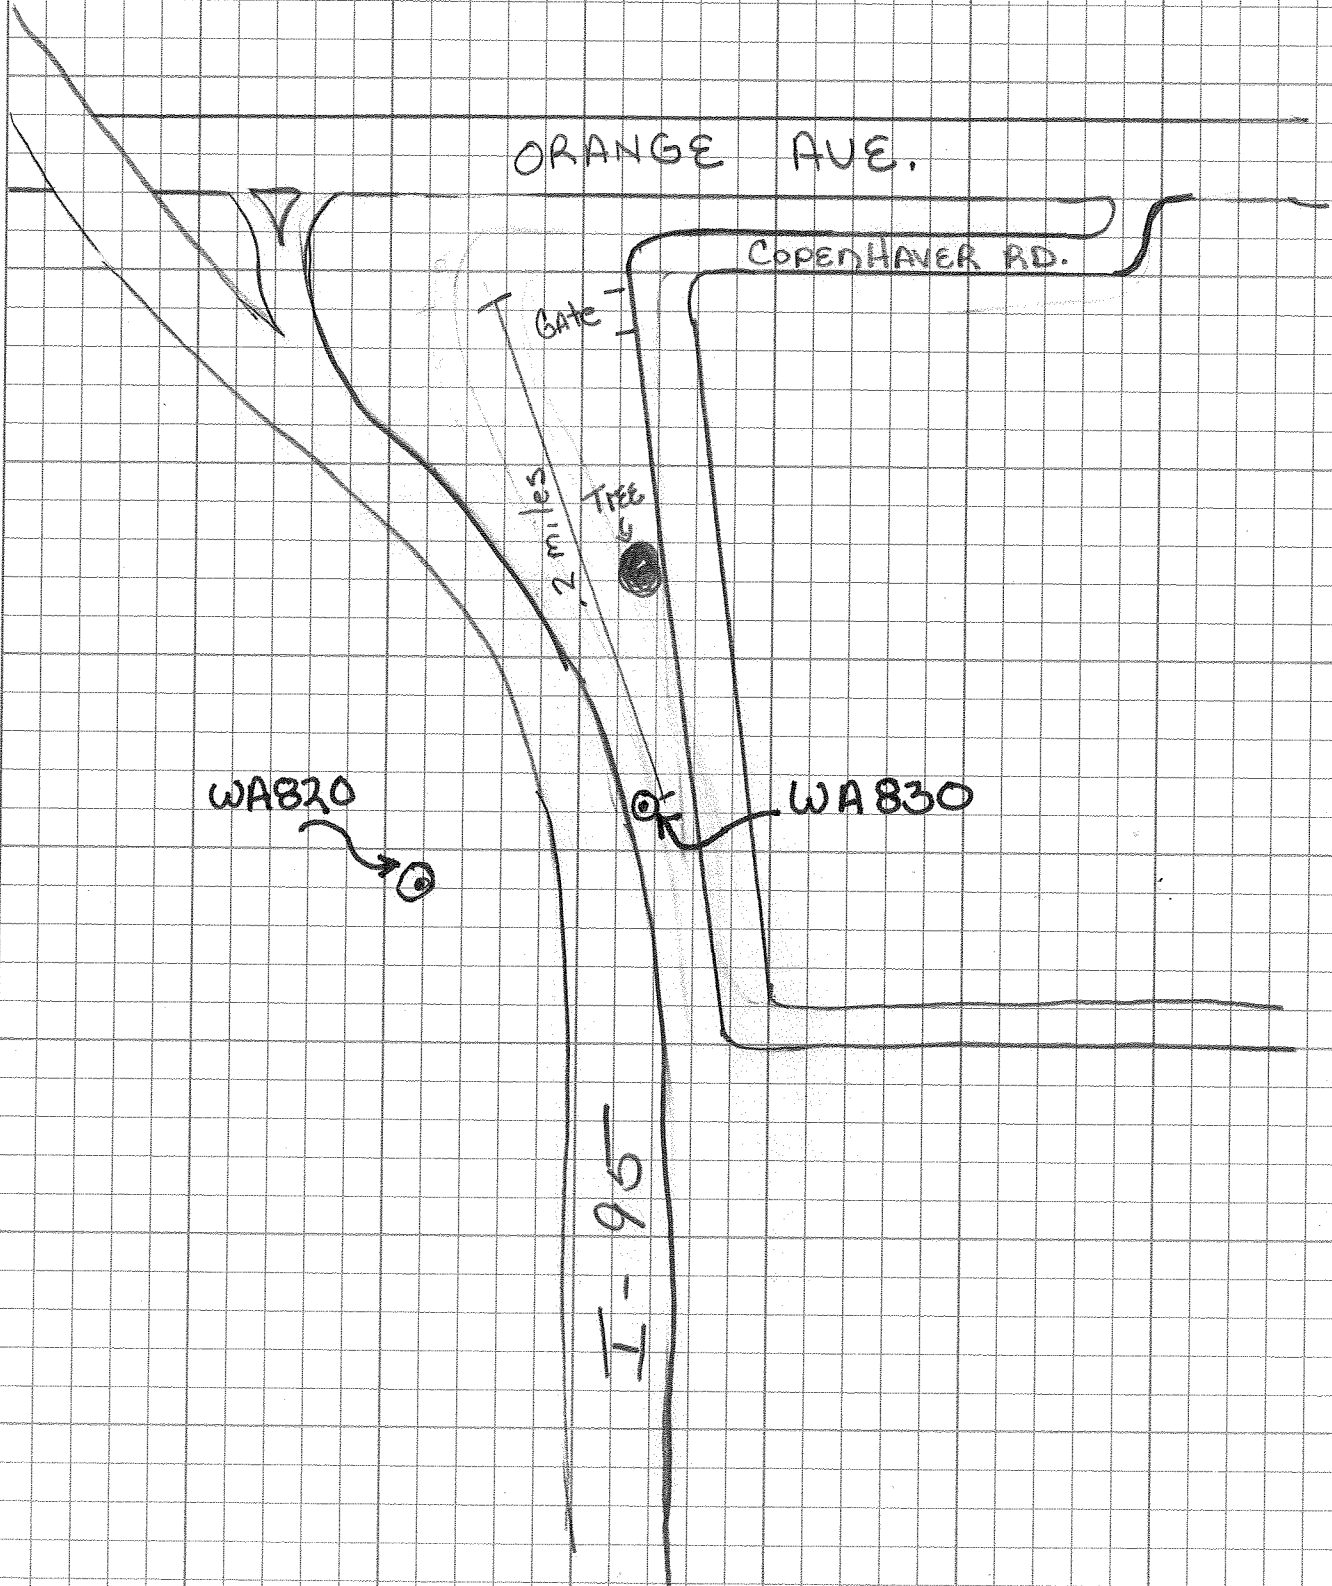 ORANGE AVE.
COPENHAVER RD.
GAte
TREE
.2 miles
WA820
WA830
I-95